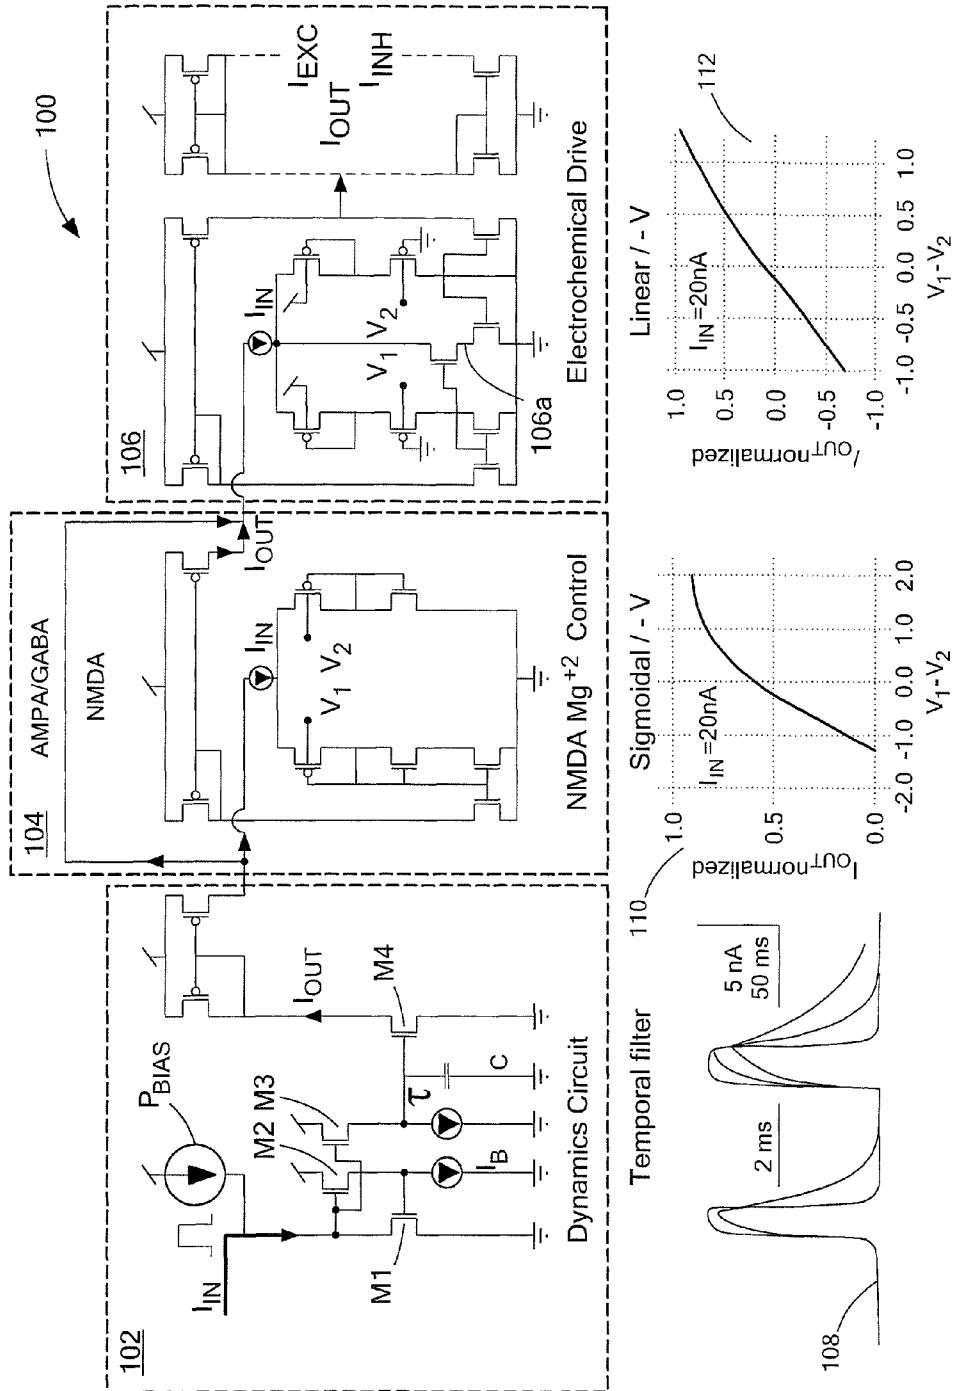 100
102
I_IN
P_BIAS
M2 M3
M1
I_B
τ
C
M4
I_OUT
Dynamics Circuit
104
AMPA/GABA
NMDA
I_OUT
I_IN
V_1 V_2
NMDA Mg^{+2} Control
106
I_IN
V_1 V_2
106a
I_EXC
I_OUT
I_INH
Electrochemical Drive
Temporal filter
5 nA
50 ms
2 ms
108
Sigmoidal I - V
110
I_IN=20nA
I_OUT normalized
1.0
0.5
0.0
-2.0 -1.0 0.0 1.0 2.0
V_1-V_2
Linear I - V
112
I_IN=20nA
I_OUT normalized
1.0
0.5
0.0
-0.5
-1.0
-1.0 -0.5 0.0 0.5 1.0
V_1-V_2